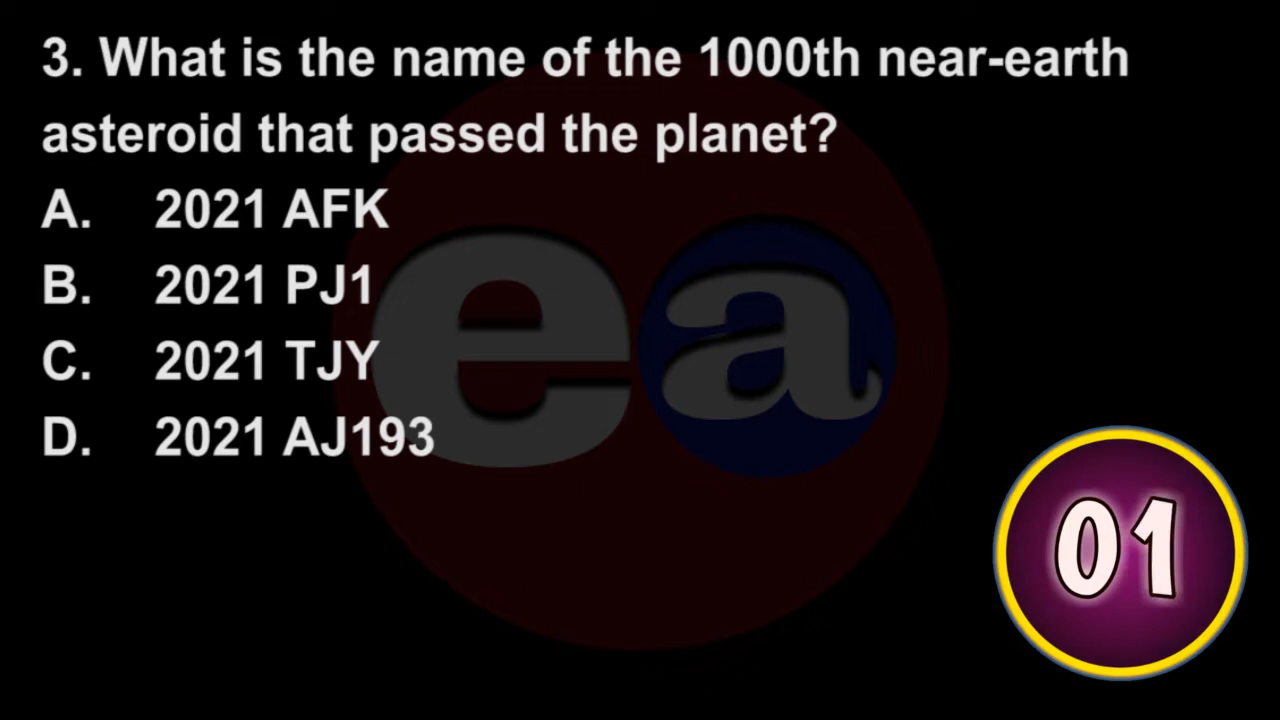 3. What is the name of the 1000th near-earth
asteroid that passed the planet?
A. 2021 AFK
B. 2021 PJ1
C. 2021 TJY
D. 2021 AJ193
ea
01